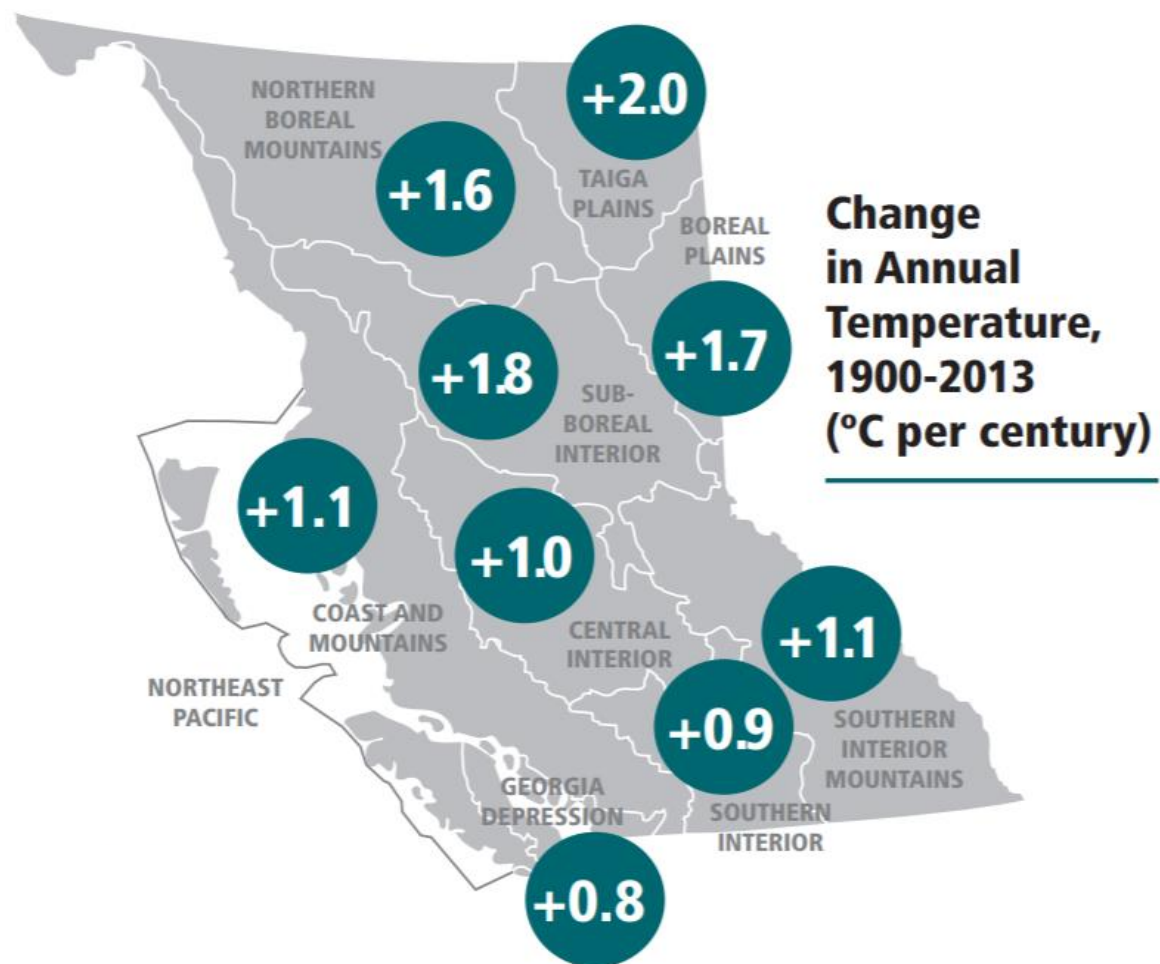 NORTHERN
BOREAL
MOUNTAINS
+1.6
+2.0
TAIGA
PLAINS
BOREAL
PLAINS
+1.7
Change
in Annual
Temperature,
1900-2013
(ºC per century)
+1.8
SUB-
BOREAL
INTERIOR
+1.1
COAST AND
MOUNTAINS
+1.0
CENTRAL
INTERIOR
+1.1
SOUTHERN
INTERIOR
MOUNTAINS
NORTHEAST
PACIFIC
+0.9
SOUTHERN
INTERIOR
GEORGIA
DEPRESSION
+0.8